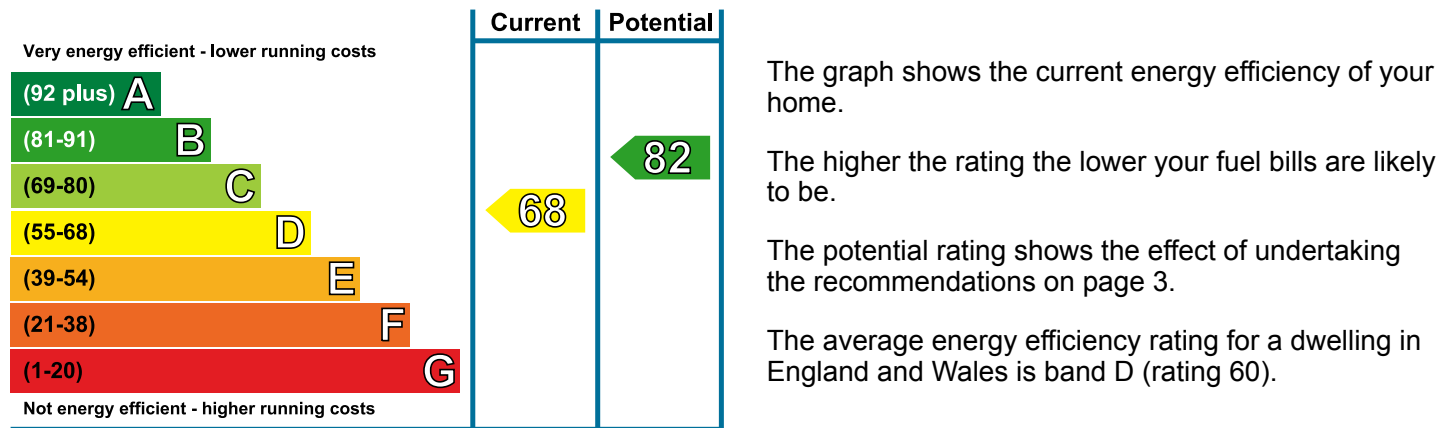 Current Potential
Very energy efficient - lower running costs
(92 plus) A
(81-91) B
82
(69-80) C
68
(55-68) D
(39-54) E
(21-38) F
(1-20) G
Not energy efficient - higher running costs
The graph shows the current energy efficiency of your
home.
The higher the rating the lower your fuel bills are likely
to be.
The potential rating shows the effect of undertaking
the recommendations on page 3.
The average energy efficiency rating for a dwelling in
England and Wales is band D (rating 60).